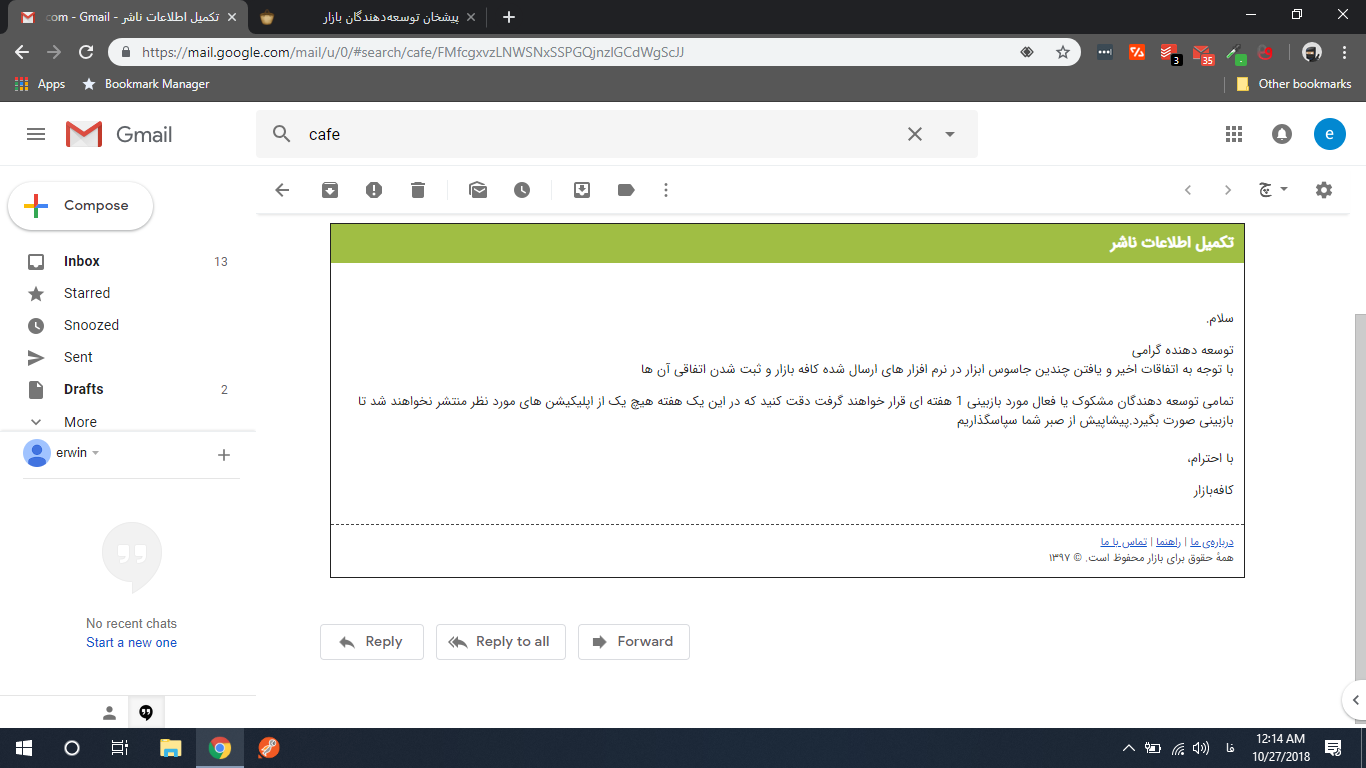 تکمیل اطلاعات ناشر - com - Gmail
پیشخان توسعه‌دهندگان بازار
https://mail.google.com/mail/u/0/#search/cafe/FMfcgxvzLNWSNxSSPGQjnzlGCdWgScJJ
3
35
Apps
Bookmark Manager
Other bookmarks
Gmail
cafe
e
Compose
Inbox 13
Starred
Snoozed
Sent
Drafts 2
More
erwin
No recent chats
Start a new one
تکمیل اطلاعات ناشر
سلام.
توسعه دهنده گرامی
با توجه به اتفاقات اخیر و یافتن چندین جاسوس ابزار در نرم افزار های ارسال شده کافه بازار و ثبت شدن اتفاقی آن ها
تمامی توسعه دهندگان مشکوک یا فعال مورد بازبینی 1 هفته ای قرار خواهند گرفت دقت کنید که در این یک هفته هیچ یک از اپلیکیشن های مورد نظر منتشر نخواهند شد تا
بازبینی صورت بگیرد.پیشاپیش از صبر شما سپاسگذاریم
با احترام،
کافه‌بازار
درباره‌ی ما | راهنما | تماس با ما
همهٔ حقوق برای بازار محفوظ است. © ۱۳۹۷
Reply
Reply to all
Forward
فا
12:14 AM
10/27/2018